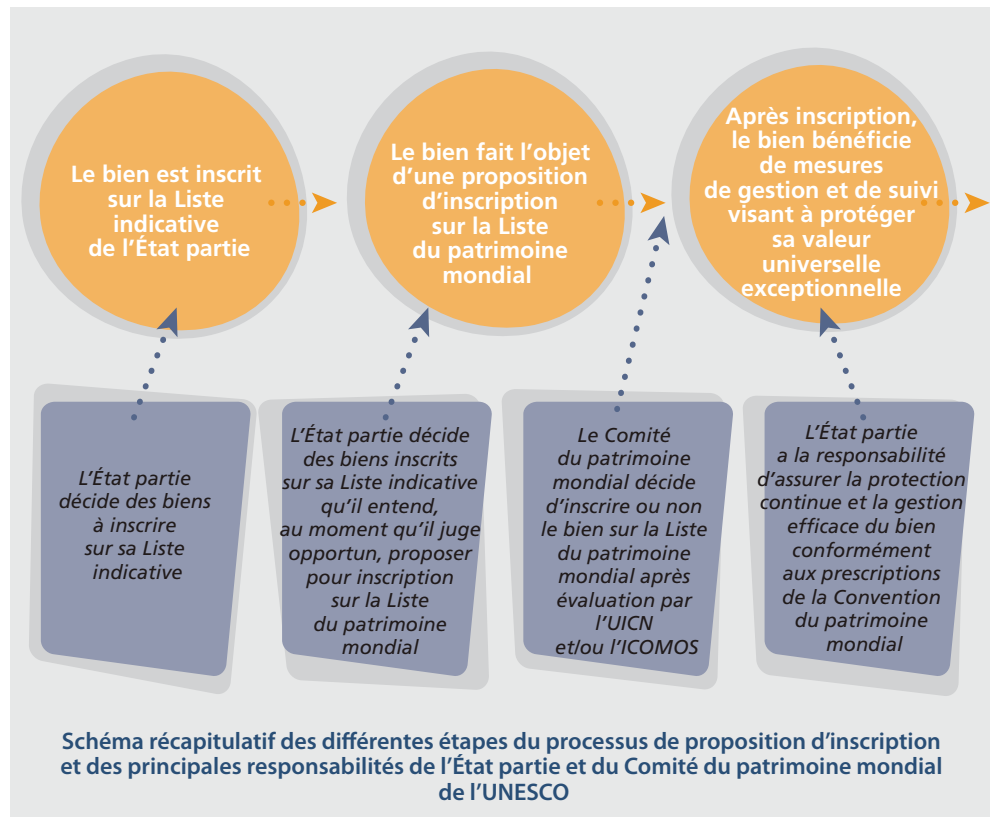 Le bien est inscrit
sur la Liste
indicative
de l'État partie
Le bien fait l'objet
d'une proposition
d'inscription
sur la Liste
du patrimoine
mondial
Après inscription,
le bien bénéficie
de mesures
de gestion et de suivi
visant à protéger
sa valeur
universelle
exceptionnelle
L'État partie
décide des biens
à inscrire
sur sa Liste
indicative
L'État partie décide
des biens inscrits
sur sa Liste indicative
qu'il entend,
au moment qu'il juge
opportun, proposer
pour inscription
sur la Liste
du patrimoine
mondial
Le Comité
du patrimoine
mondial décide
d'inscrire ou non
le bien sur la Liste
du patrimoine
mondial après
évaluation par
l'UICN
et/ou l'ICOMOS
L'État partie
a la responsabilité
d'assurer la protection
continue et la gestion
efficace du bien
conformément
aux prescriptions
de la Convention
du patrimoine
mondial
Schéma récapitulatif des différentes étapes du processus de proposition d'inscription
et des principales responsabilités de l'État partie et du Comité du patrimoine mondial
de l'UNESCO